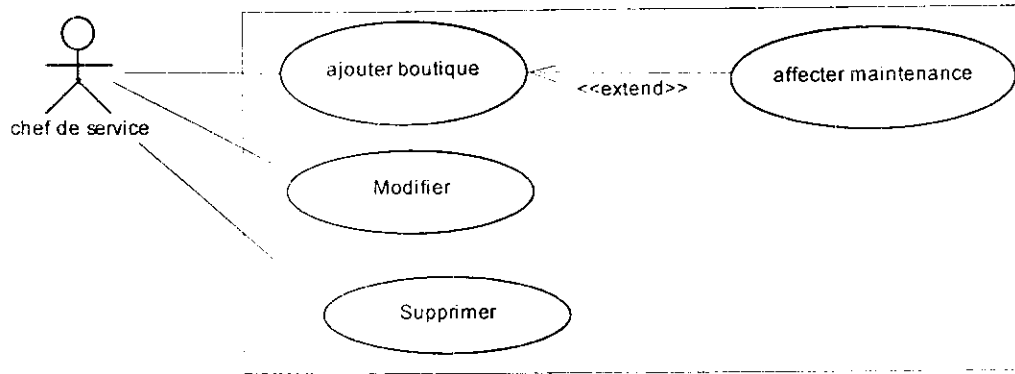 ajouter boutique
affecter maintenance
<<extend>>
chef de service
Modifier
Supprimer